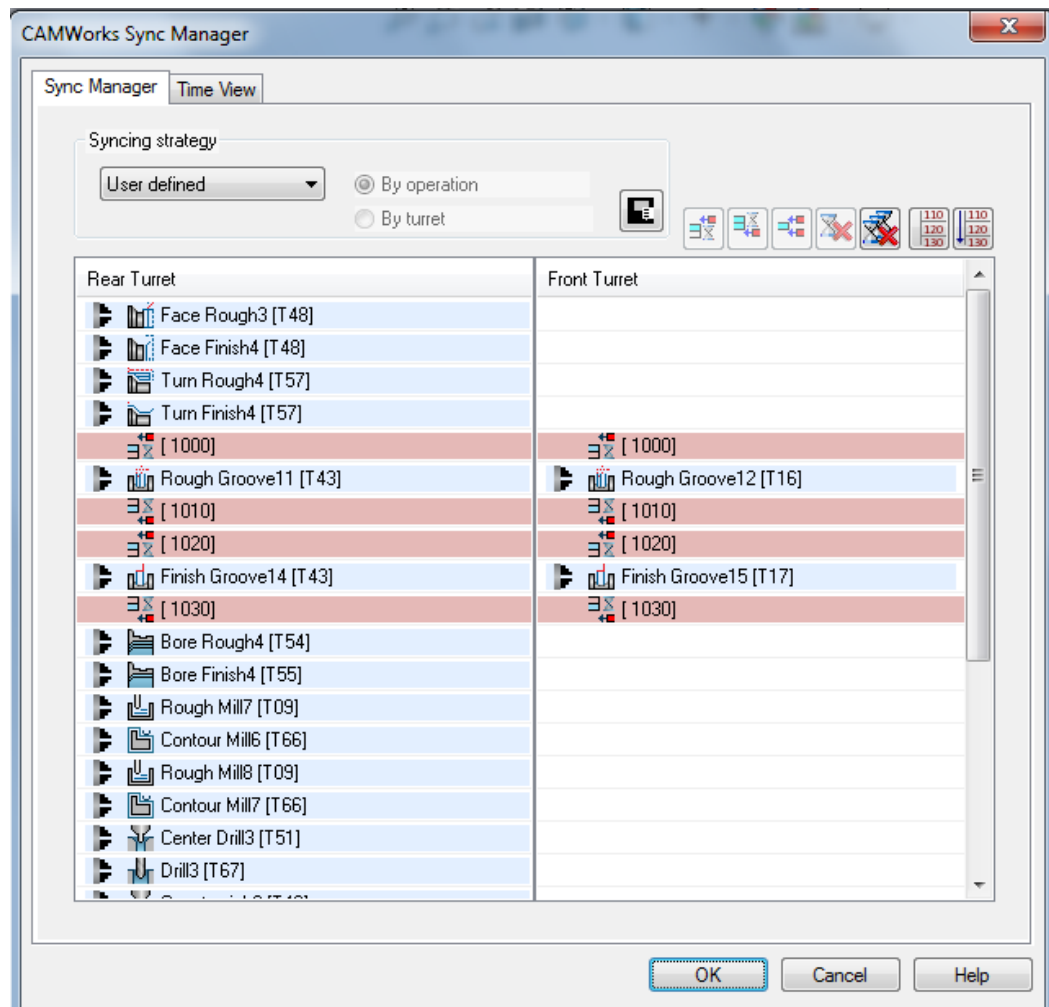 CAMWorks Sync Manager
Sync Manager Time View
Syncing strategy
User defined By operation
By turret
110 110
120 120
130 130
Rear Turret Front Turret
Face Rough3 [T48]
Face Finish4 [T48]
Turn Rough4 [T57]
Turn Finish4 [T57]
[ 1000] [ 1000]
Rough Groove11 [T43] Rough Groove12 [T16]
[ 1010] [ 1010]
[ 1020] [ 1020]
Finish Groove14 [T43] Finish Groove15 [T17]
[ 1030] [ 1030]
Bore Rough4 [T54]
Bore Finish4 [T55]
Rough Mill7 [T09]
Contour Mill6 [T66]
Rough Mill8 [T09]
Contour Mill7 [T66]
Center Drill3 [T51]
Drill3 [T67]
OK Cancel Help